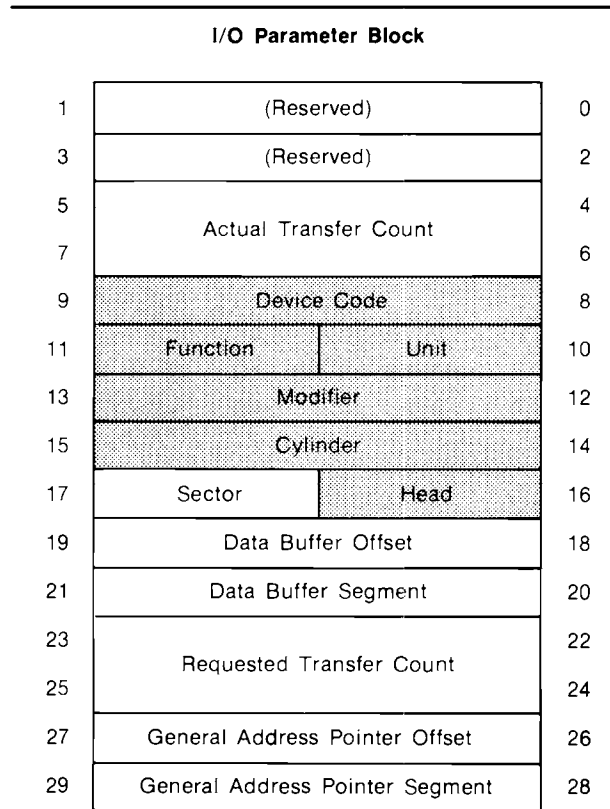 I/O Parameter Block
1 (Reserved) 0
3 (Reserved) 2
5 4
Actual Transfer Count
7 6
9 Device Code 8
11 Function Unit 10
13 Modifier 12
15 Cylinder 14
17 Sector Head 16
19 Data Buffer Offset 18
21 Data Buffer Segment 20
23 22
Requested Transfer Count
25 24
27 General Address Pointer Offset 26
29 General Address Pointer Segment 28